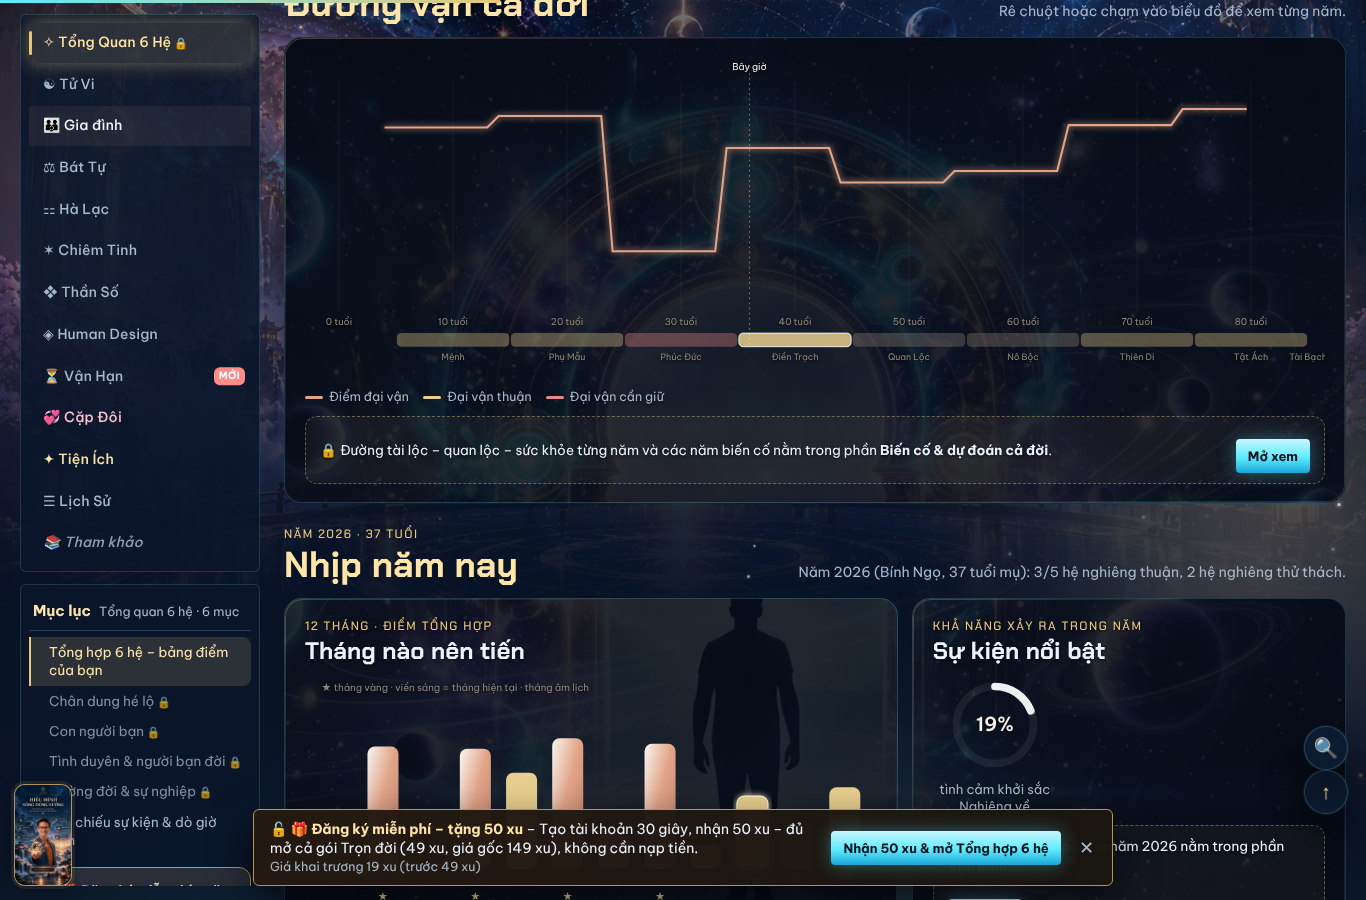 Đường vận cả đời
Rê chuột hoặc chạm vào biểu đồ để xem từng năm.
✧ Tổng Quan 6 Hệ 🔒
☯ Tử Vi
👪 Gia đình
⚖ Bát Tự
⚏ Hà Lạc
✶ Chiêm Tinh
❖ Thần Số
◈ Human Design
⏳ Vận Hạn MỚI
💞 Cặp Đôi
✦ Tiện Ích
☰ Lịch Sử
📚 Tham khảo
Mục lục Tổng quan 6 hệ · 6 mục
Tổng hợp 6 hệ – bảng điểm
của bạn
Chân dung hé lộ 🔒
Con người bạn 🔒
Tình duyên & người bạn đời 🔒
đời & sự nghiệp 🔒
chiếu sự kiện & dò giờ
Bây giờ
0 tuổi 10 tuổi 20 tuổi 30 tuổi 40 tuổi 50 tuổi 60 tuổi 70 tuổi 80 tuổi
Mệnh Phụ Mẫu Phúc Đức Điền Trạch Quan Lộc Nô Bộc Thiên Di Tật Ách Tài Bạch
Điểm đại vận Đại vận thuận Đại vận cần giữ
🔒 Đường tài lộc – quan lộc – sức khỏe từng năm và các năm biến cố nằm trong phần Biến cố & dự đoán cả đời.
Mở xem
NĂM 2026 · 37 TUỔI
Nhịp năm nay
Năm 2026 (Bính Ngọ, 37 tuổi mụ): 3/5 hệ nghiêng thuận, 2 hệ nghiêng thử thách.
12 THÁNG · ĐIỂM TỔNG HỢP
Tháng nào nên tiến
★ tháng vàng · viền sáng = tháng hiện tại · tháng âm lịch
KHẢ NĂNG XẢY RA TRONG NĂM
Sự kiện nổi bật
19%
tình cảm khởi sắc
Nghiêng về
năm 2026 nằm trong phần
🔓 🎁 Đăng ký miễn phí – tặng 50 xu – Tạo tài khoản 30 giây, nhận 50 xu – đủ
mở cả gói Trọn đời (49 xu, giá gốc 149 xu), không cần nạp tiền.
Giá khai trương 19 xu (trước 49 xu)
Nhận 50 xu & mở Tổng hợp 6 hệ
✕
★ ★ ★ ★